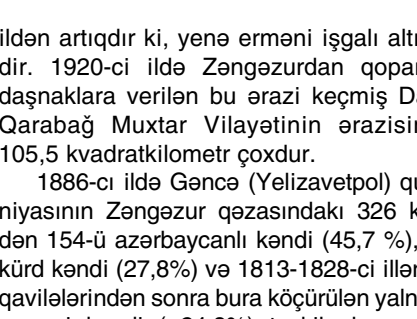 ildən artıqdır ki, yenə erməni işğalı altı
dir. 1920-ci ildə Zəngəzurdan qopar
daşnaklara verilən bu ərazi keçmiş Da
Qarabağ Muxtar Vilayətinin ərazisin
105,5 kvadratkilometr çoxdur.
1886-cı ildə Gəncə (Yelizavetpol) qu
niyasının Zəngəzur qəzasındakı 326 k
dən 154-ü azərbaycanlı kəndi (45,7 %),
kürd kəndi (27,8%) və 1813-1828-ci illər
qavilələrindən sonra bura köçürülən yaln